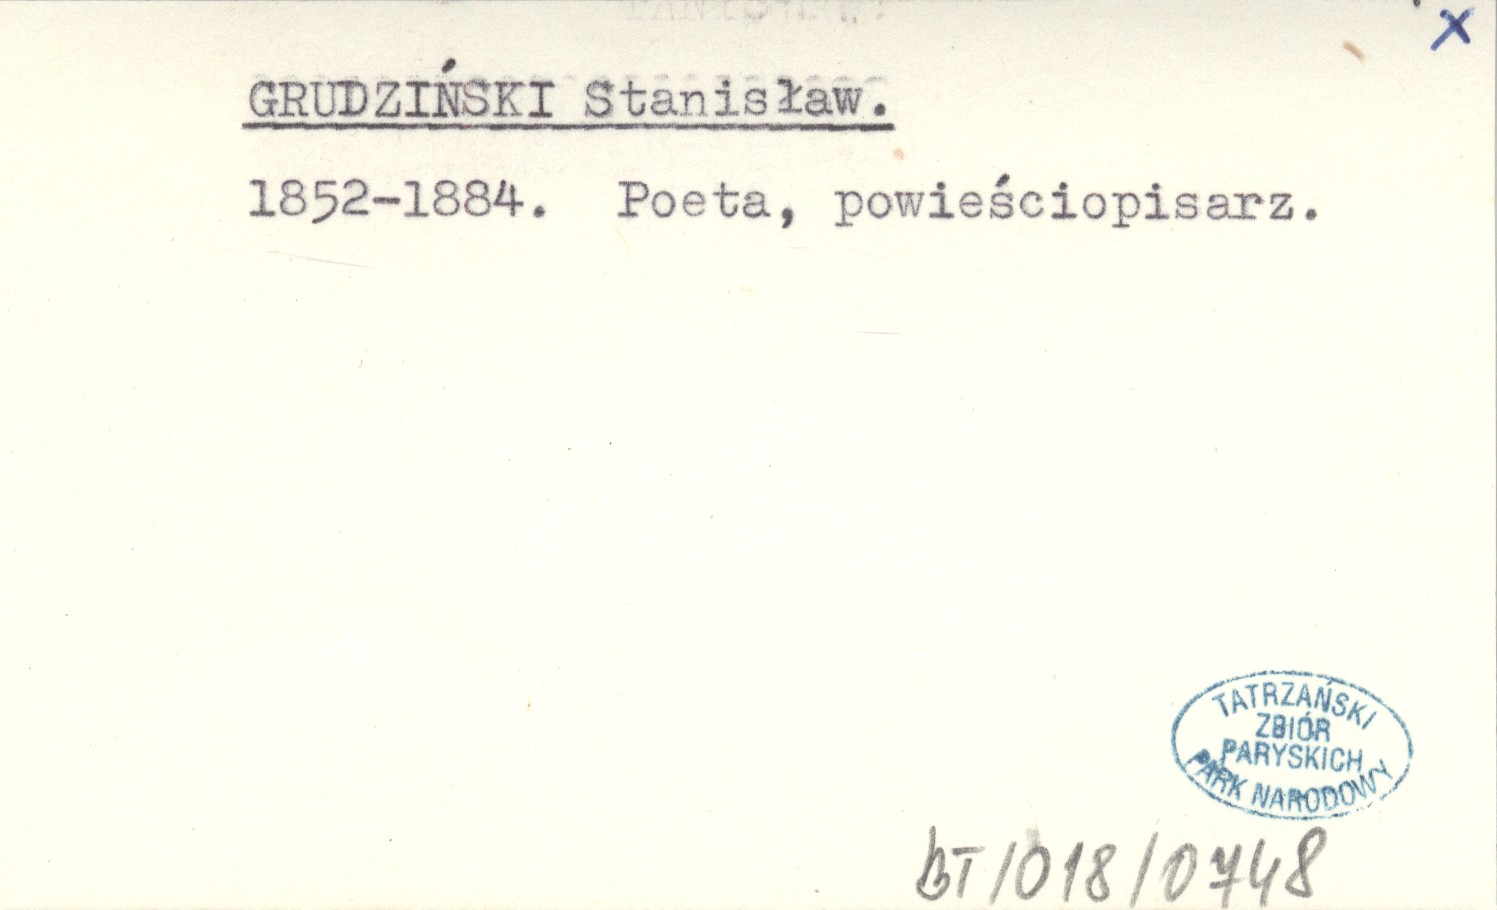 x
GRUDZIŃSKI Stanisław.
1852-1884. Poeta, powieściopisarz.
TATRZAŃSKI
ZBIÓR
PARYSKICH
PARK NARODOWY
BT/018/0748